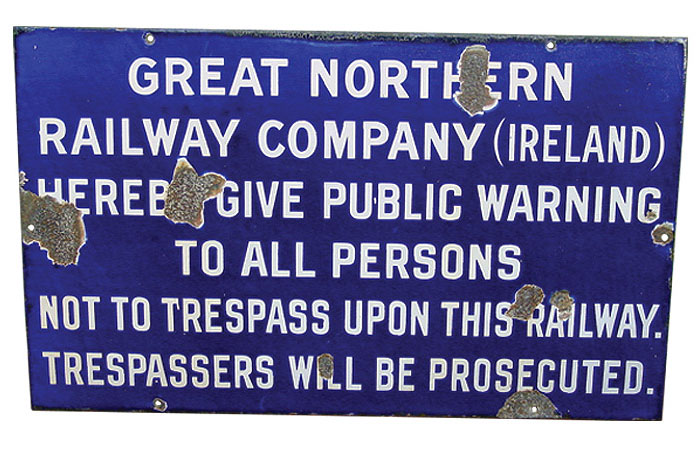 GREAT NORTHERN
RAILWAY COMPANY (IRELAND)
HEREBY GIVE PUBLIC WARNING
TO ALL PERSONS
NOT TO TRESPASS UPON THIS RAILWAY.
TRESPASSERS WILL BE PROSECUTED.